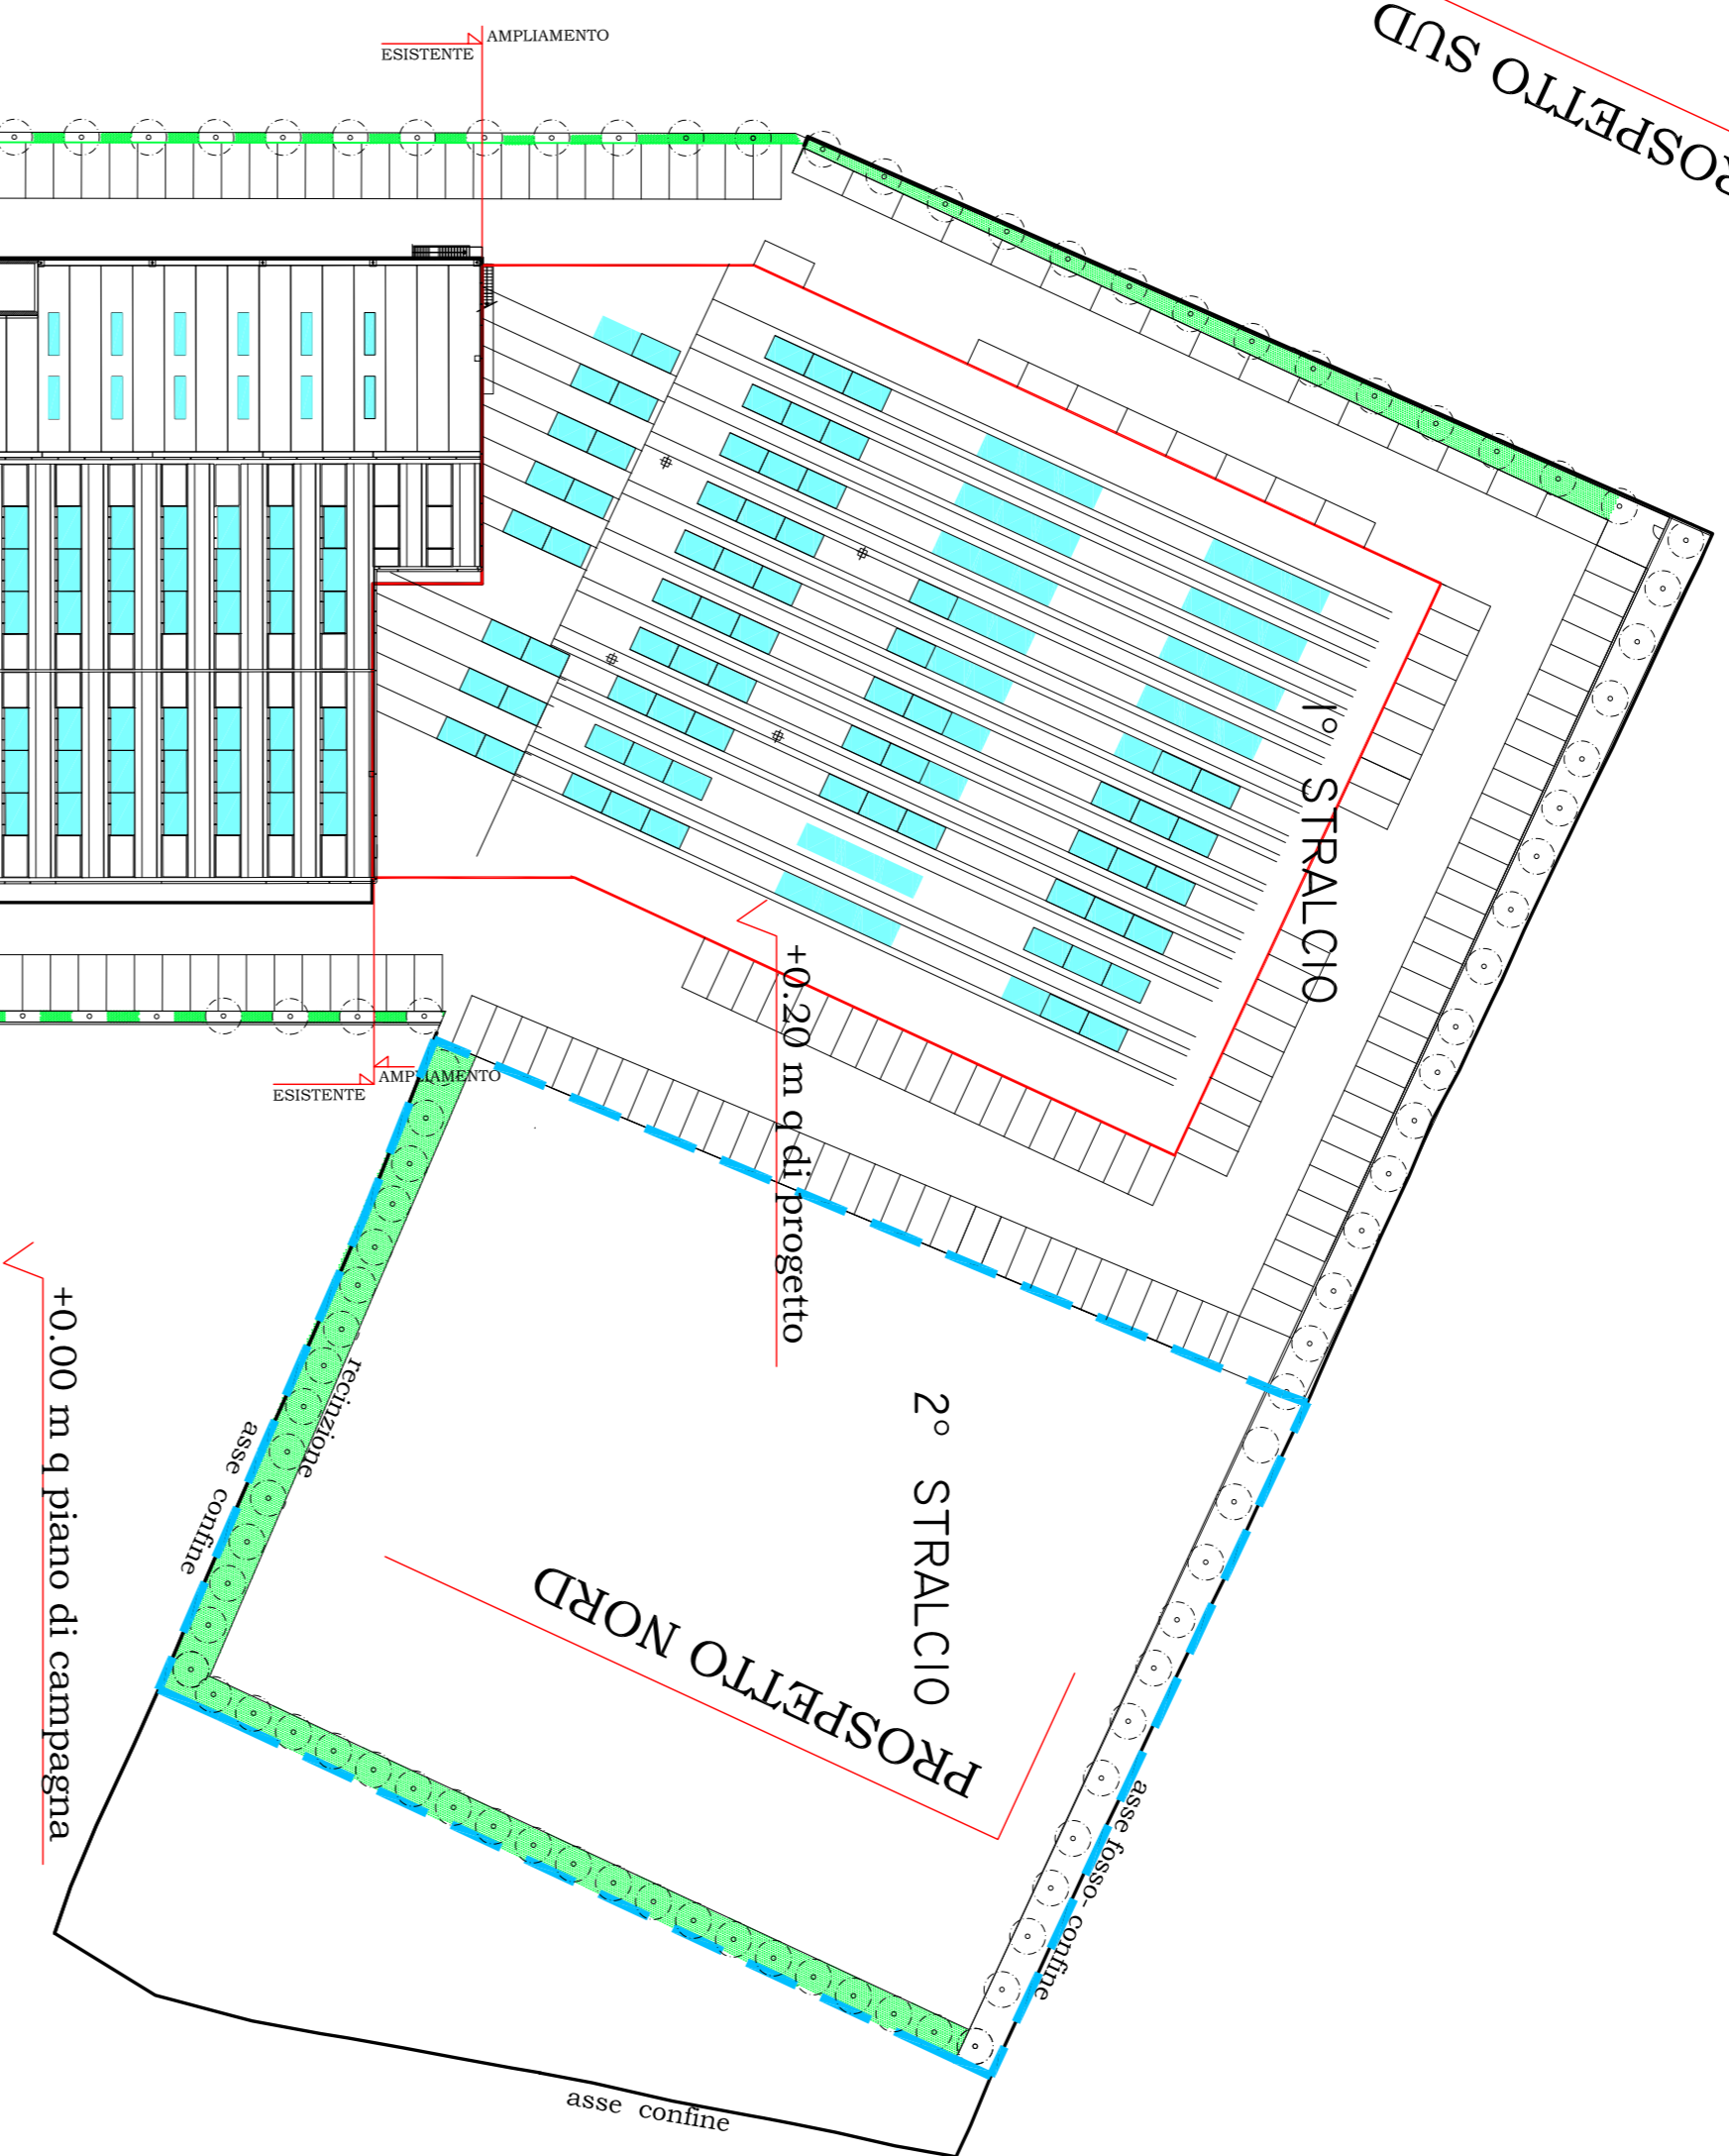 AMPLIAMENTO
ESISTENTE
PROSPETTO SUD
1° STRALCIO
+0.20 m q di progetto
AMPLIAMENTO
ESISTENTE
recinzione
asse confine
+0.00 m q piano di campagna
2° STRALCIO
PROSPETTO NORD
asse fosso- confine
asse confine